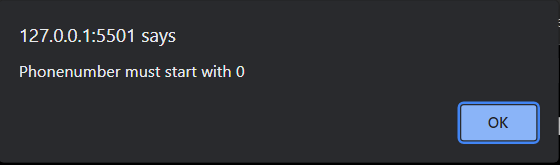 127.0.0.1:5501 says
Phonenumber must start with 0
OK